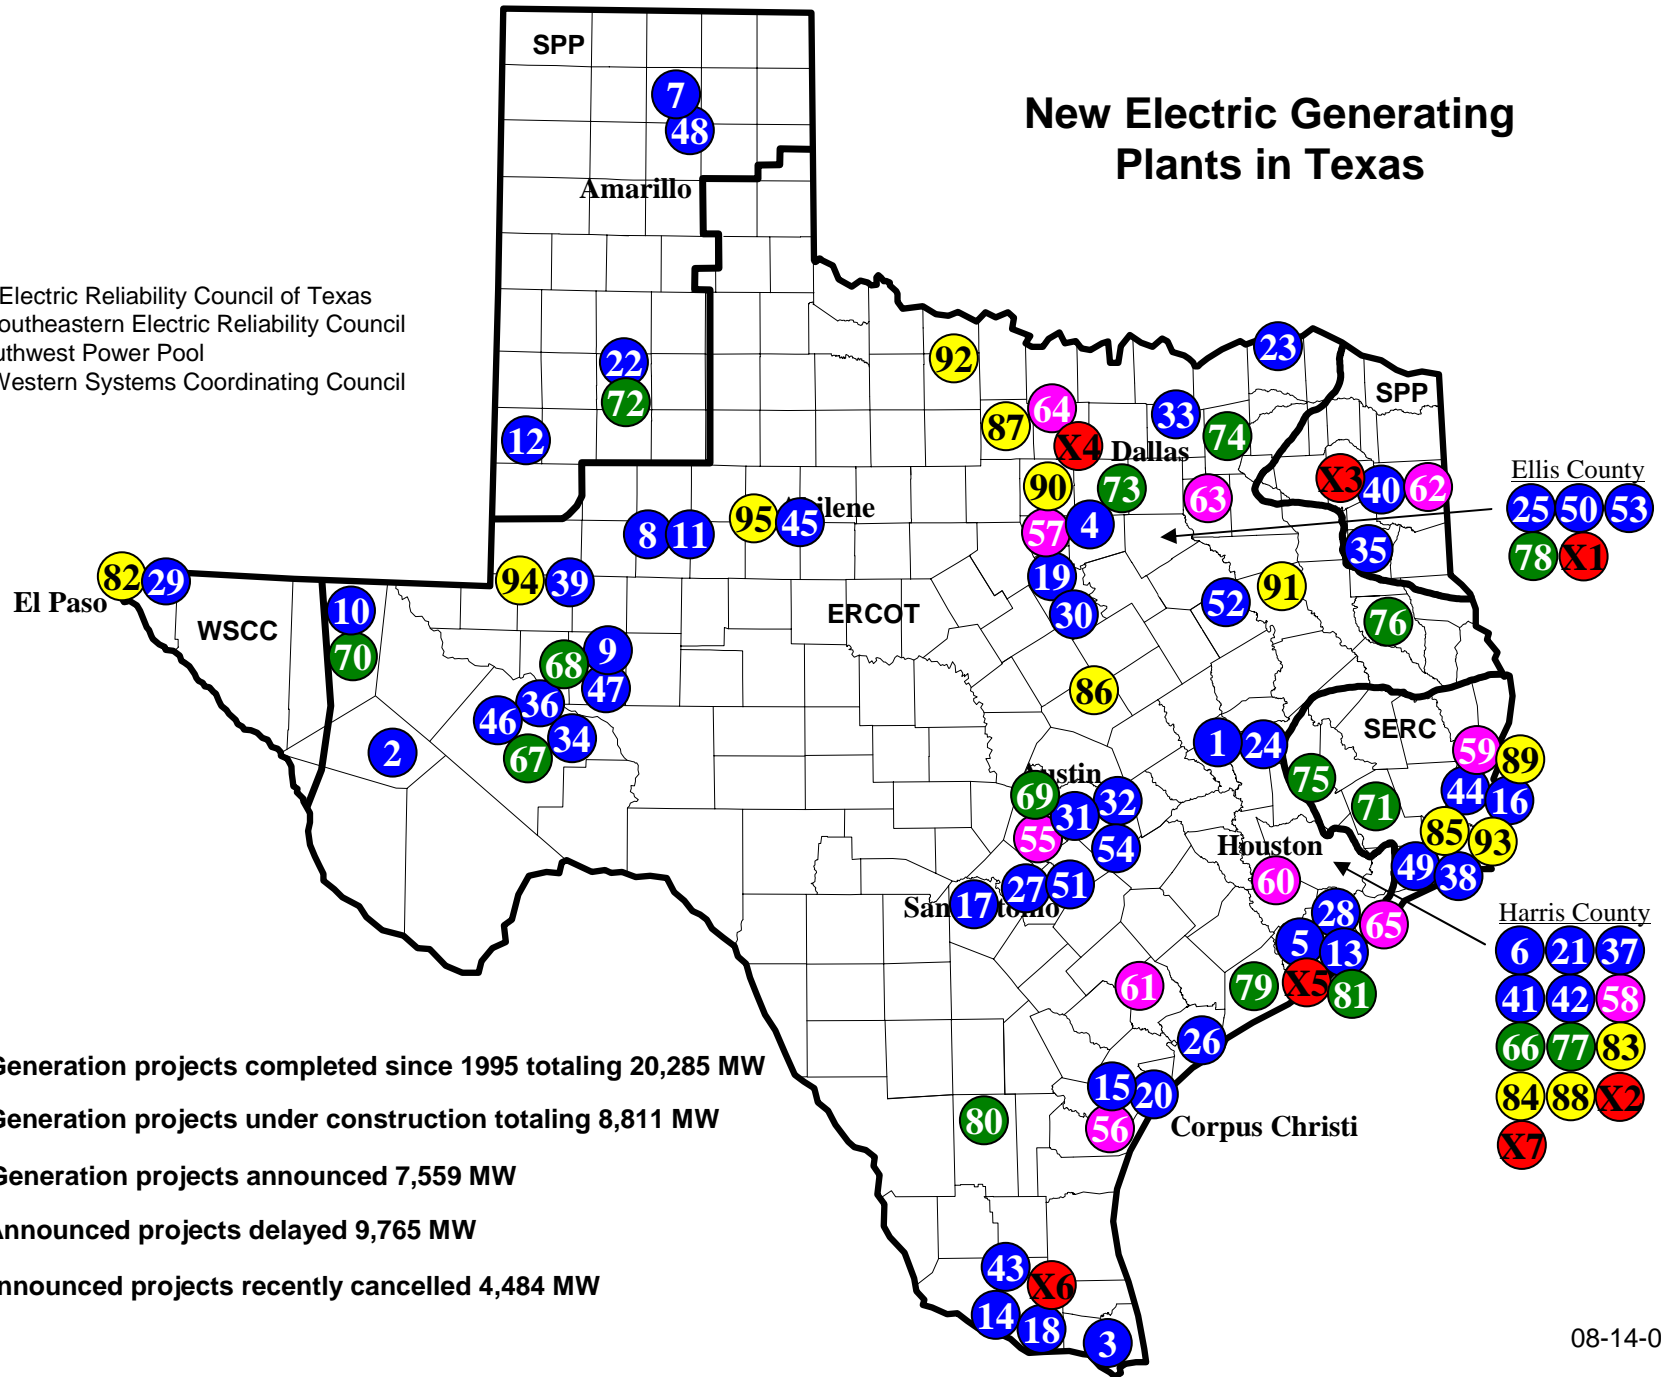 SPP
7
48
New Electric Generating
Plants in Texas
Amarillo
Electric Reliability Council of Texas
outheastern Electric Reliability Council
uthwest Power Pool
Western Systems Coordinating Council
23
22
92
SPP
72
64
33
87
74
12
X4 Dallas
Ellis County
X3 40 62
90 73 63
25 50 53
95 45 ilene
8 11
57 4
78 X1
35
82 29
94 39
19
91
El Paso
10
52
30
ERCOT
WSCC
76
70
68 9
47
86
36
46
34
SERC
2
67
1 24
59 89
75
Austin
69
32
44 16
31
71
55
54
85 93
Houston
49 38
60
27 51
San 17 tonio
28
65
Harris County
5 13
6 21 37
61
79 X5 81
41 42 58
26
66 77 83
Generation projects completed since 1995 totaling 20,285 MW
15 20
84 88 X2
Generation projects under construction totaling 8,811 MW
80
56
Corpus Christi
X7
Generation projects announced 7,559 MW
Announced projects delayed 9,765 MW
43
X6
nnounced projects recently cancelled 4,484 MW
14 18
3
08-14-0